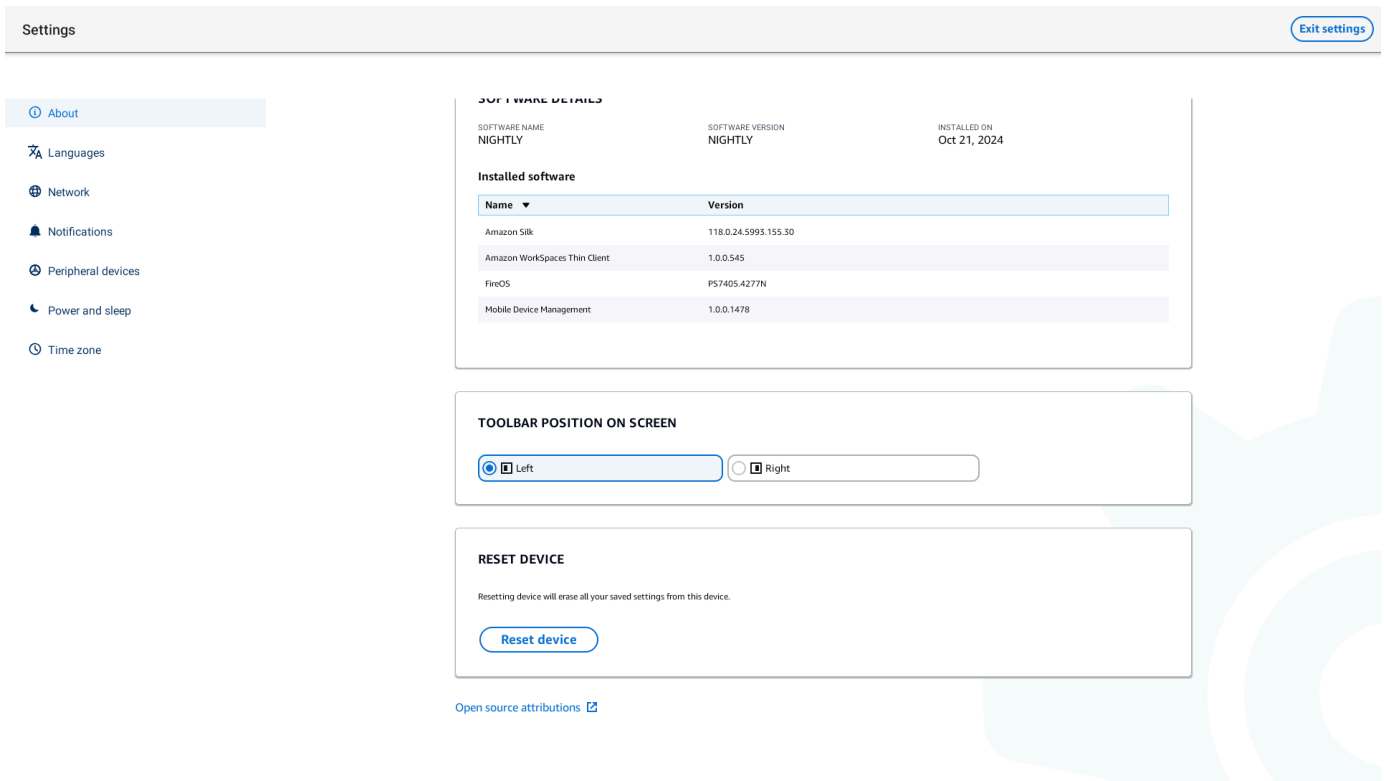 Settings
Exit settings
About
Languages
Network
Notifications
Peripheral devices
Power and sleep
Time zone
SOFTWARE DETAILS
SOFTWARE NAME SOFTWARE VERSION INSTALLED ON
NIGHTLY NIGHTLY Oct 21, 2024
Installed software
Name Version
Amazon Silk 118.0.24.5993.155.30
Amazon WorkSpaces Thin Client 1.0.0.545
FireOS PS7405.4277N
Mobile Device Management 1.0.0.1478
TOOLBAR POSITION ON SCREEN
Left Right
RESET DEVICE
Resetting device will erase all your saved settings from this device.
Reset device
Open source attributions